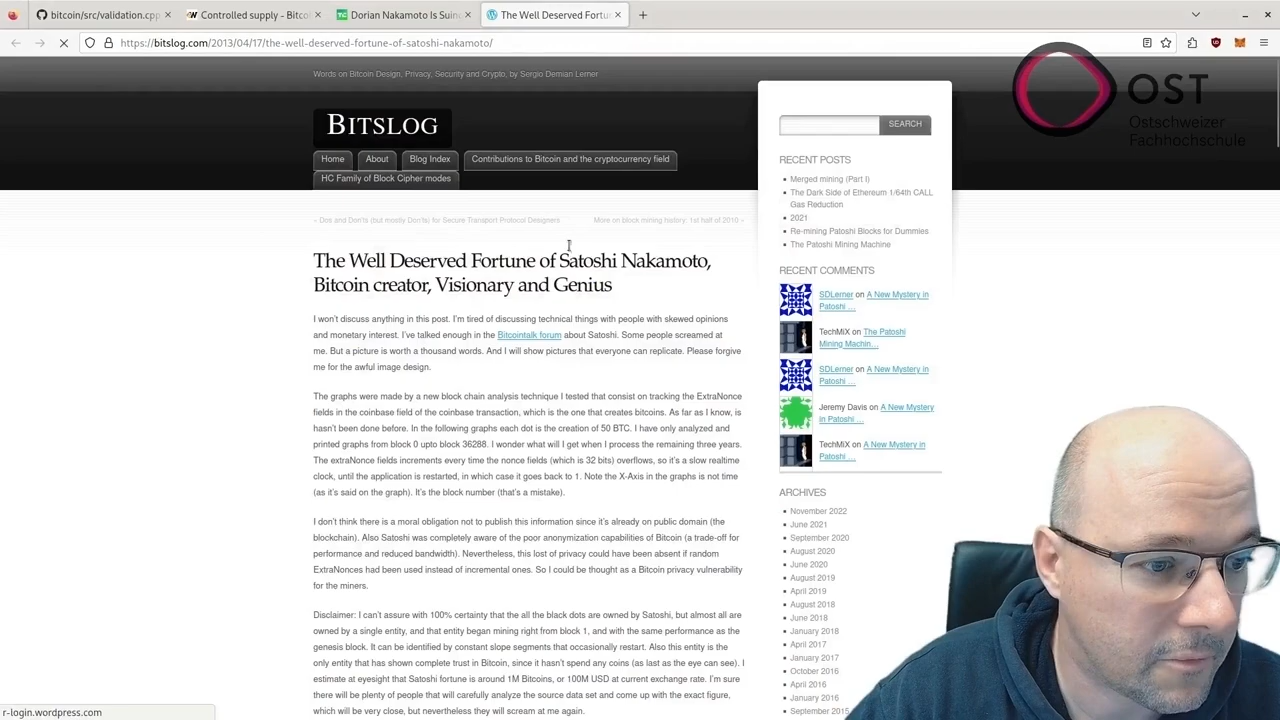 bitcoin/src/validation.cpp
Controlled supply - Bitco
Dorian Nakamoto Is Suin
The Well Deserved Fortun
https://bitslog.com/2013/04/17/the-well-deserved-fortune-of-satoshi-nakamoto/
Words on Bitcoin Design, Privacy, Security and Crypto, by Sergio Demian Lerner
BITSLOG
Home
About
Blog Index
Contributions to Bitcoin and the cryptocurrency field
HC Family of Block Cipher modes
« Dos and Don'ts (but mostly Don'ts) for Secure Transport Protocol Designers
More on block mining history: 1st half of 2010 »
The Well Deserved Fortune of Satoshi Nakamoto,
Bitcoin creator, Visionary and Genius
I won't discuss anything in this post. I'm tired of discussing technical things with people with skewed opinions
and monetary interest. I've talked enough in the Bitcointalk forum about Satoshi. Some people screamed at
me. But a picture is worth a thousand words. And I will show pictures that everyone can replicate. Please forgive
me for the awful image design.
The graphs were made by a new block chain analysis technique I tested that consist on tracking the ExtraNonce
fields in the coinbase field of the coinbase transaction, which is the one that creates bitcoins. As far as I know, is
hasn't been done before. In the following graphs each dot is the creation of 50 BTC. I have only analyzed and
printed graphs from block 0 upto block 36288. I wonder what will I get when I process the remaining three years.
The extraNonce fields increments every time the nonce fields (which is 32 bits) overflows, so it's a slow realtime
clock, until the application is restarted, in which case it goes back to 1. Note the X-Axis in the graphs is not time
(as it's said on the graph). It's the block number (that's a mistake).
I don't think there is a moral obligation not to publish this information since it's already on public domain (the
blockchain). Also Satoshi was completely aware of the poor anonymization capabilities of Bitcoin (a trade-off for
performance and reduced bandwidth). Nevertheless, this lost of privacy could have been absent if random
ExtraNonces had been used instead of incremental ones. So I could be thought as a Bitcoin privacy vulnerability
for the miners.
Disclaimer: I can't assure with 100% certainty that the all the black dots are owned by Satoshi, but almost all are
owned by a single entity, and that entity began mining right from block 1, and with the same performance as the
genesis block. It can be identified by constant slope segments that occasionally restart. Also this entity is the
only entity that has shown complete trust in Bitcoin, since it hasn't spend any coins (as last as the eye can see). I
estimate at eyesight that Satoshi fortune is around 1M Bitcoins, or 100M USD at current exchange rate. I'm sure
there will be plenty of people that will carefully analyze the source data set and come up with the exact figure,
which will be very close, but nevertheless they will scream at me again.
SEARCH
RECENT POSTS
Merged mining (Part I)
The Dark Side of Ethereum 1/64th CALL
Gas Reduction
2021
Re-mining Patoshi Blocks for Dummies
The Patoshi Mining Machine
RECENT COMMENTS
SDLerner on A New Mystery in
Patoshi …
TechMiX on The Patoshi
Mining Machin…
SDLerner on A New Mystery in
Patoshi …
Jeremy Davis on A New Mystery
in Patoshi …
TechMiX on A New Mystery in
Patoshi …
ARCHIVES
November 2022
June 2021
September 2020
August 2020
June 2020
August 2019
April 2019
August 2018
June 2018
January 2018
April 2017
January 2017
October 2016
April 2016
January 2016
September 2015
OST
Ostschweizer
Fachhochschule
r-login.wordpress.com